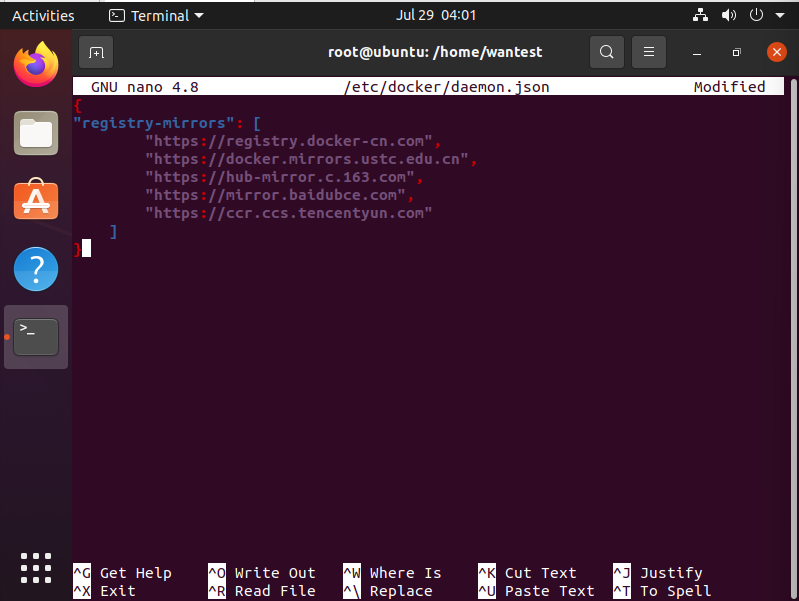 Activities
Terminal
Jul 29 04:01
root@ubuntu: /home/wantest
GNU nano 4.8 /etc/docker/daemon.json Modified
{
"registry-mirrors": [
"https://registry.docker-cn.com",
"https://docker.mirrors.ustc.edu.cn",
"https://hub-mirror.c.163.com",
"https://mirror.baidubce.com",
"https://ccr.ccs.tencentyun.com"
]
}
^G Get Help ^O Write Out ^W Where Is ^K Cut Text ^J Justify
^X Exit ^R Read File ^\ Replace ^U Paste Text ^T To Spell